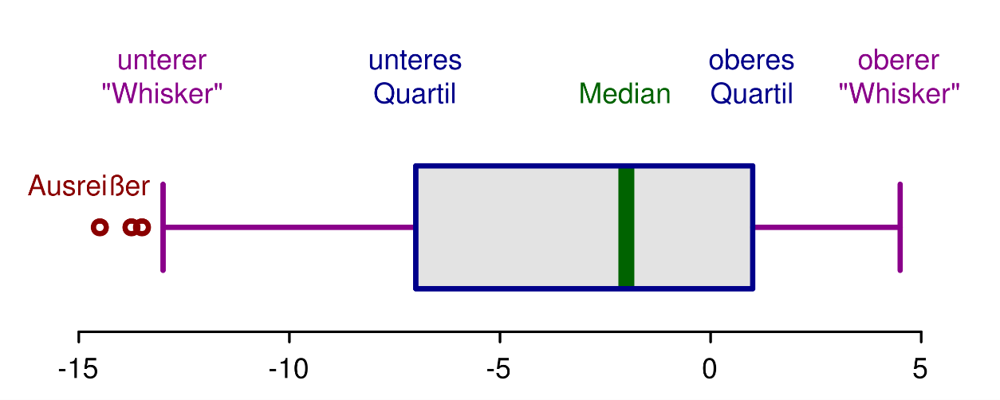 unterer
"Whisker"
unteres
Quartil
Median
oberes
Quartil
oberer
"Whisker"
Ausreißer
-15 -10 -5 0 5